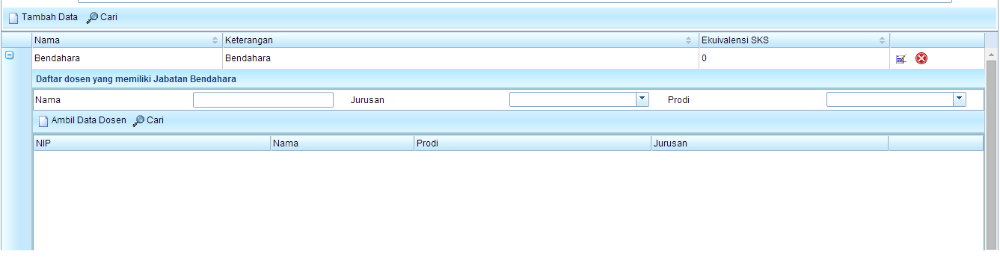 Tambah Data Cari
Nama Keterangan Ekuivalensi SKS
Bendahara Bendahara 0
Daftar dosen yang memiliki Jabatan Bendahara
Nama Jurusan Prodi
Ambil Data Dosen Cari
NIP Nama Prodi Jurusan